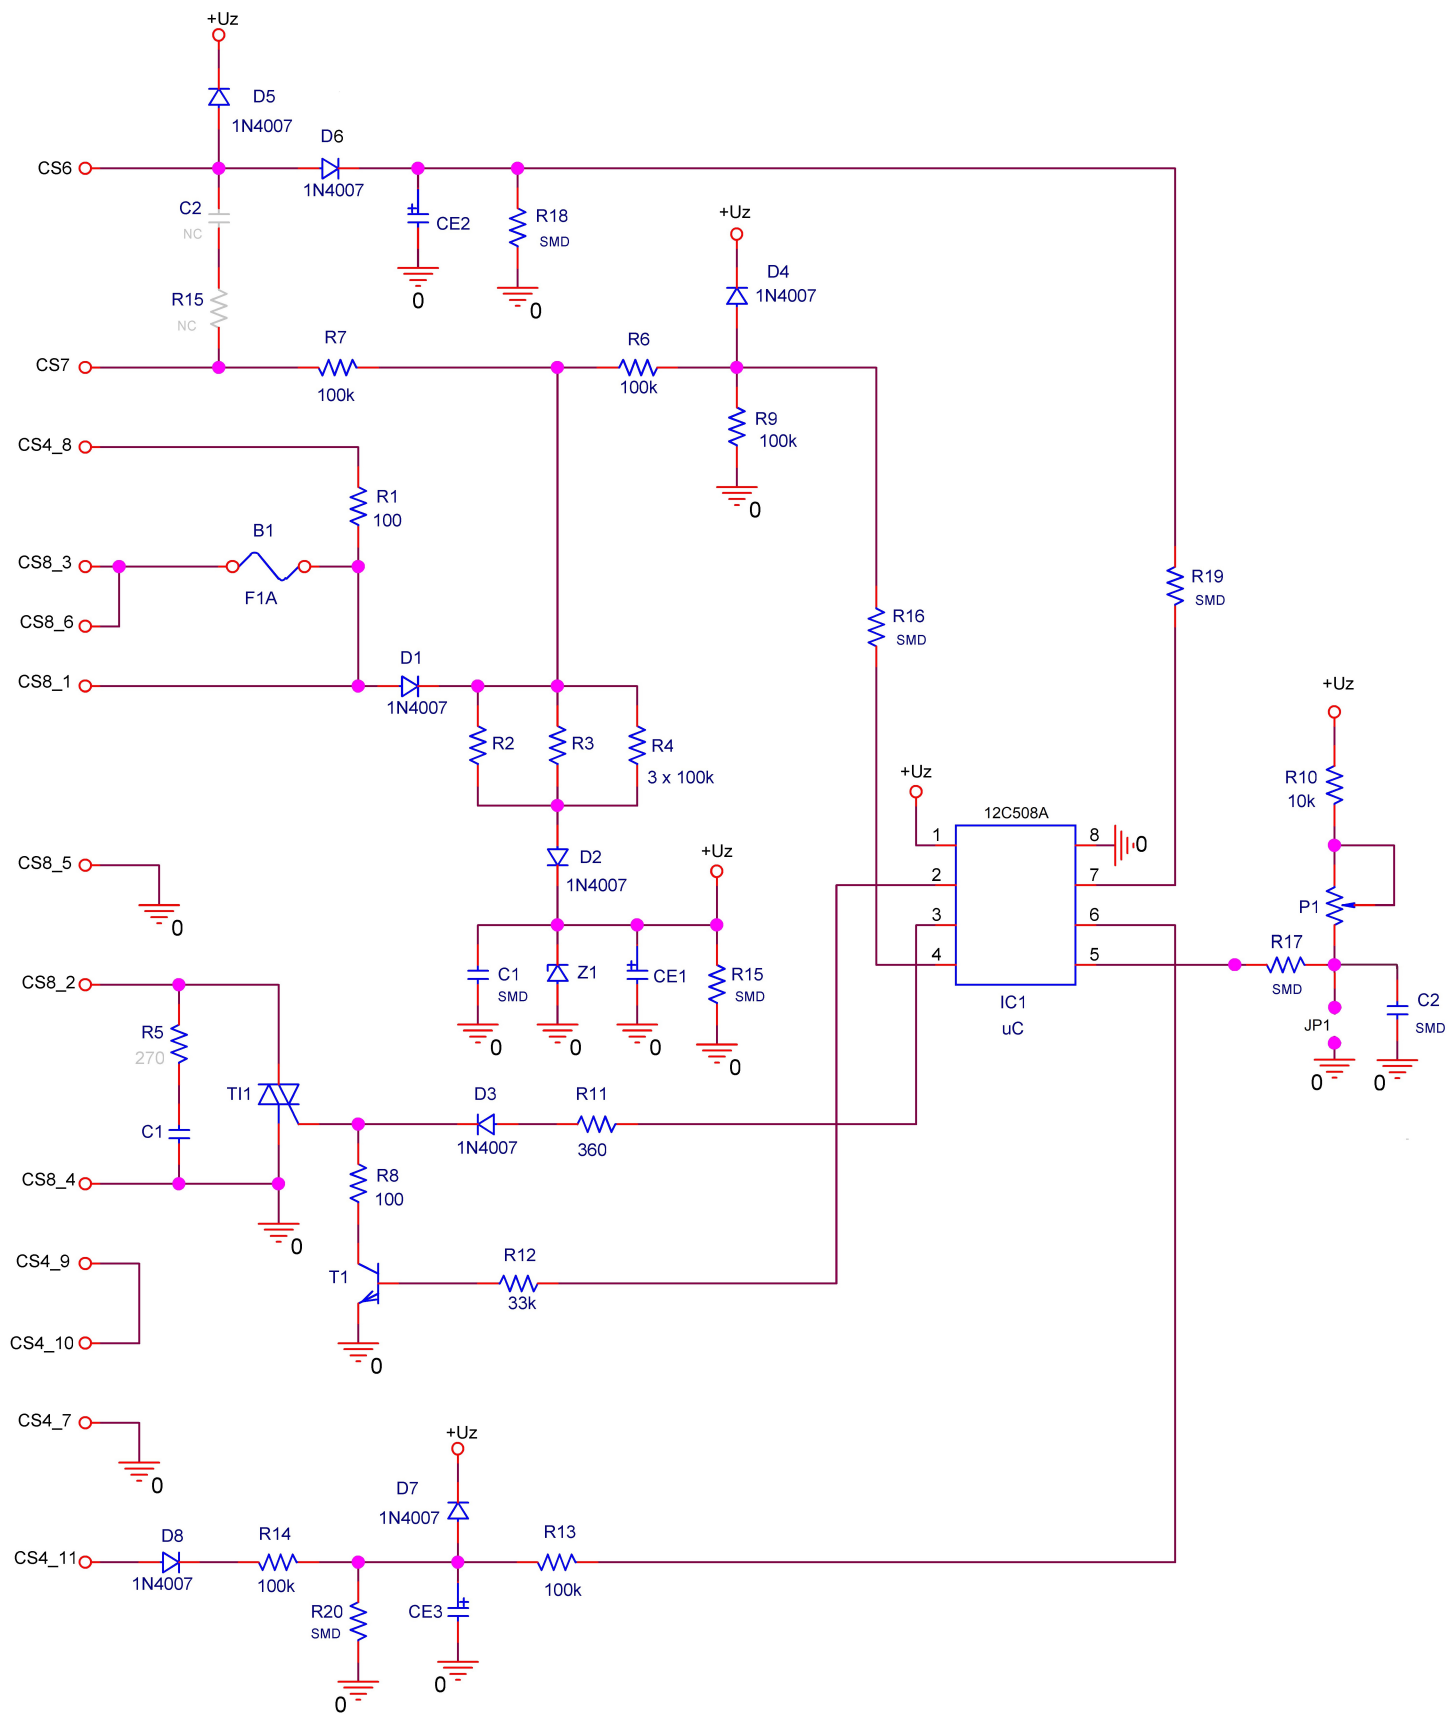 +Uz
D5
1N4007
D6
CS6
1N4007
C2
NC
CE2
R18
SMD
+Uz
0
D4
1N4007
R15
NC
0
R7
R6
CS7
100k
100k
R9
100k
CS4_8
R1
100
0
B1
CS8_3
F1A
R19
SMD
CS8_6
R16
SMD
D1
CS8_1
1N4007
+Uz
R2
R3
R4
3 x 100k
+Uz
R10
10k
12C508A
1
8
0
2
7
3
6
4
5
IC1
uC
CS8_5
0
D2
1N4007
+Uz
P1
R17
SMD
C1
SMD
Z1
CE1
R15
SMD
0
0
0
0
C2
SMD
JP1
0
0
CS8_2
R5
270
TI1
D3
1N4007
R11
360
C1
R8
100
CS8_4
0
CS4_9
T1
R12
33k
CS4_10
0
CS4_7
0
+Uz
D7
1N4007
D8
R14
R13
CS4_11
1N4007
100k
100k
R20
SMD
CE3
0
0